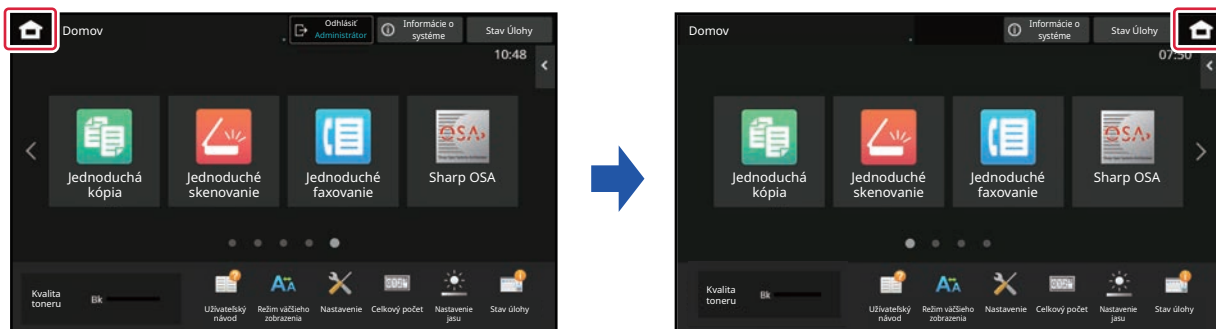 Domov
Odhlásiť
Administrátor
Informácie o
systéme
Stav Úlohy
10:48
Jednoduchá
kópia
Jednoduché
skenovanie
Jednoduché
faxovanie
OSA
Sharp OSA
Kvalita
toneru
Bk
Užívateľský
návod
Režim väčšieho
zobrazenia
Nastavenie
Celkový počet
Nastavenie
jasu
Stav úlohy
Domov
Informácie o
systéme
Stav Úlohy
07:50
Jednoduchá
kópia
Jednoduché
skenovanie
Jednoduché
faxovanie
OSA
Sharp OSA
Kvalita
toneru
Bk
Užívateľský
návod
Režim väčšieho
zobrazenia
Nastavenie
Celkový počet
Nastavenie
jasu
Stav úlohy